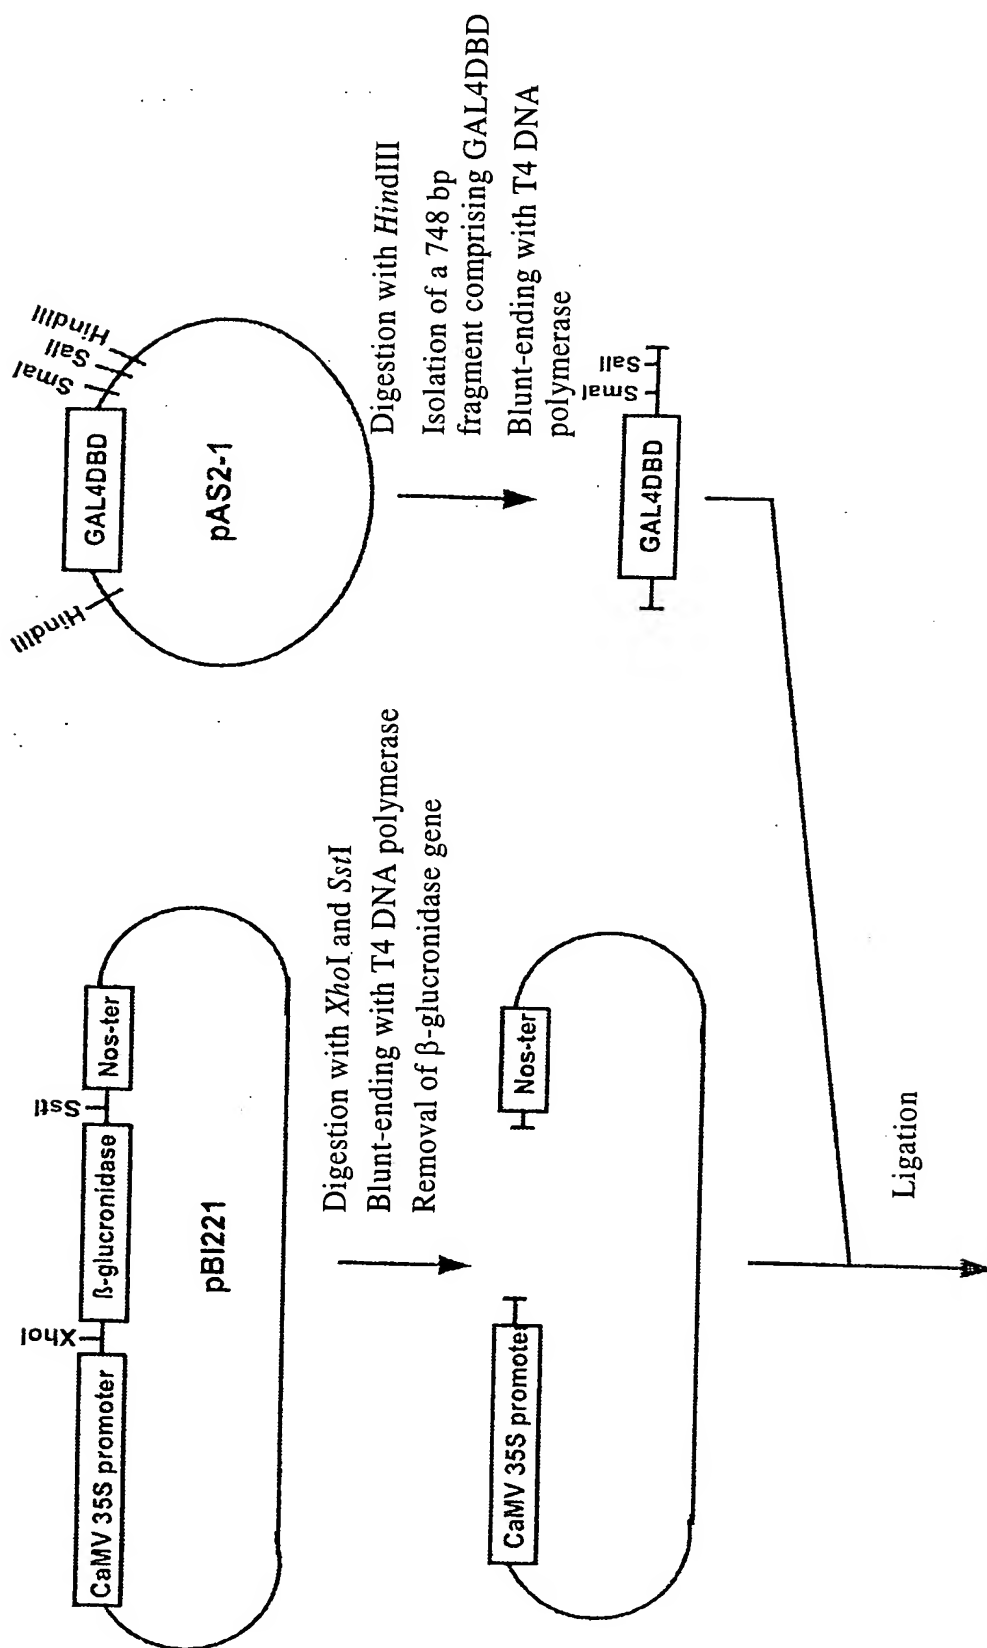 CaMV 35S promoter
XhoI
ß-glucronidase
SstI
Nos-ter
pBI221
Digestion with XhoI and SstI
Blunt-ending with T4 DNA polymerase
Removal of β-glucronidase gene
CaMV 35S promoter
Nos-ter
HindIII
GAL4DBD
SmaI
SalI
HindIII
pAS2-1
Digestion with HindIII
Isolation of a 748 bp
fragment comprising GAL4DBD
Blunt-ending with T4 DNA
polymerase
GAL4DBD
SmaI
SalI
Ligation